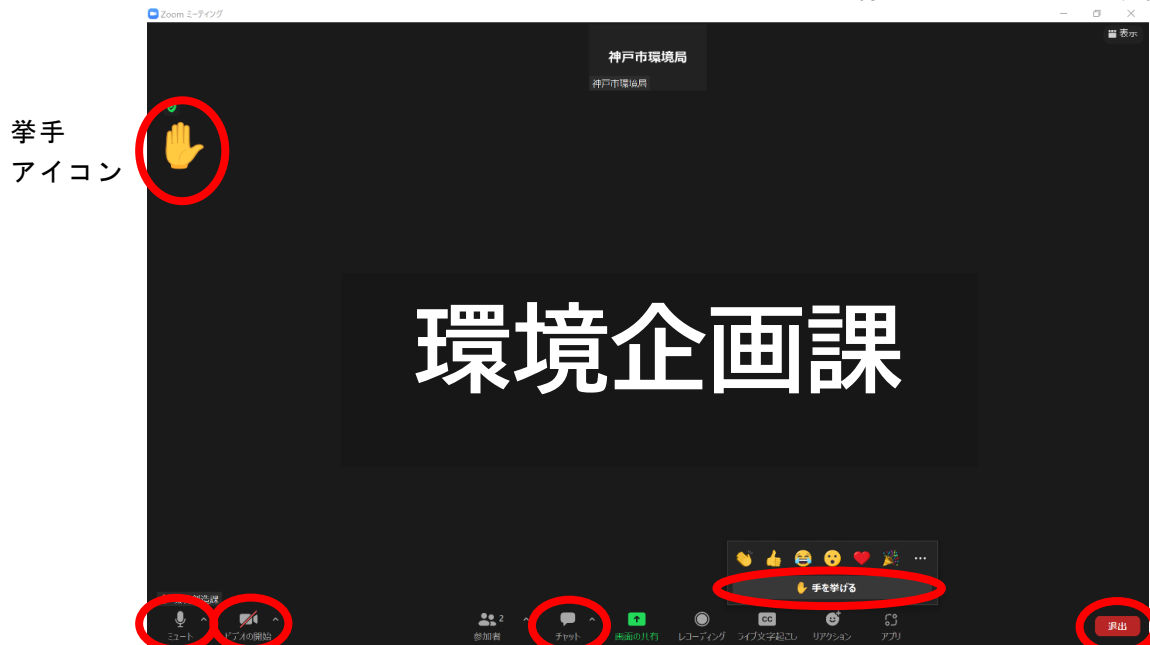 Zoom ミーティング
表示
神戸市環境局
神戸市環境局
挙手
アイコン
環境企画課
手を挙げる
ミュート
ビデオの開始
2
参加者
チャット
画面の共有
レコーディング
CC
ライブ文字起こし
リアクション
アプリ
退出